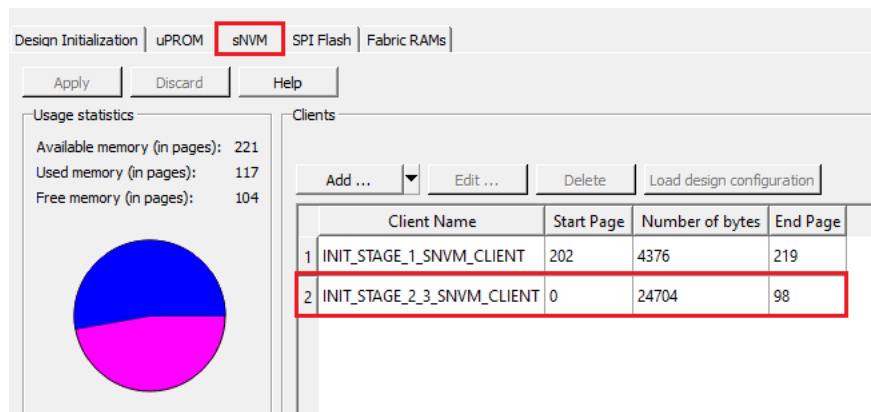 Design Initialization uPROM sNVM SPI Flash Fabric RAMs
Apply Discard Help
Usage statistics
Available memory (in pages): 221
Used memory (in pages): 117
Free memory (in pages): 104
Clients
Add ... Edit ... Delete Load design configuration
Client Name Start Page Number of bytes End Page
1 INIT_STAGE_1_SNVM_CLIENT 202 4376 219
2 INIT_STAGE_2_3_SNVM_CLIENT 0 24704 98